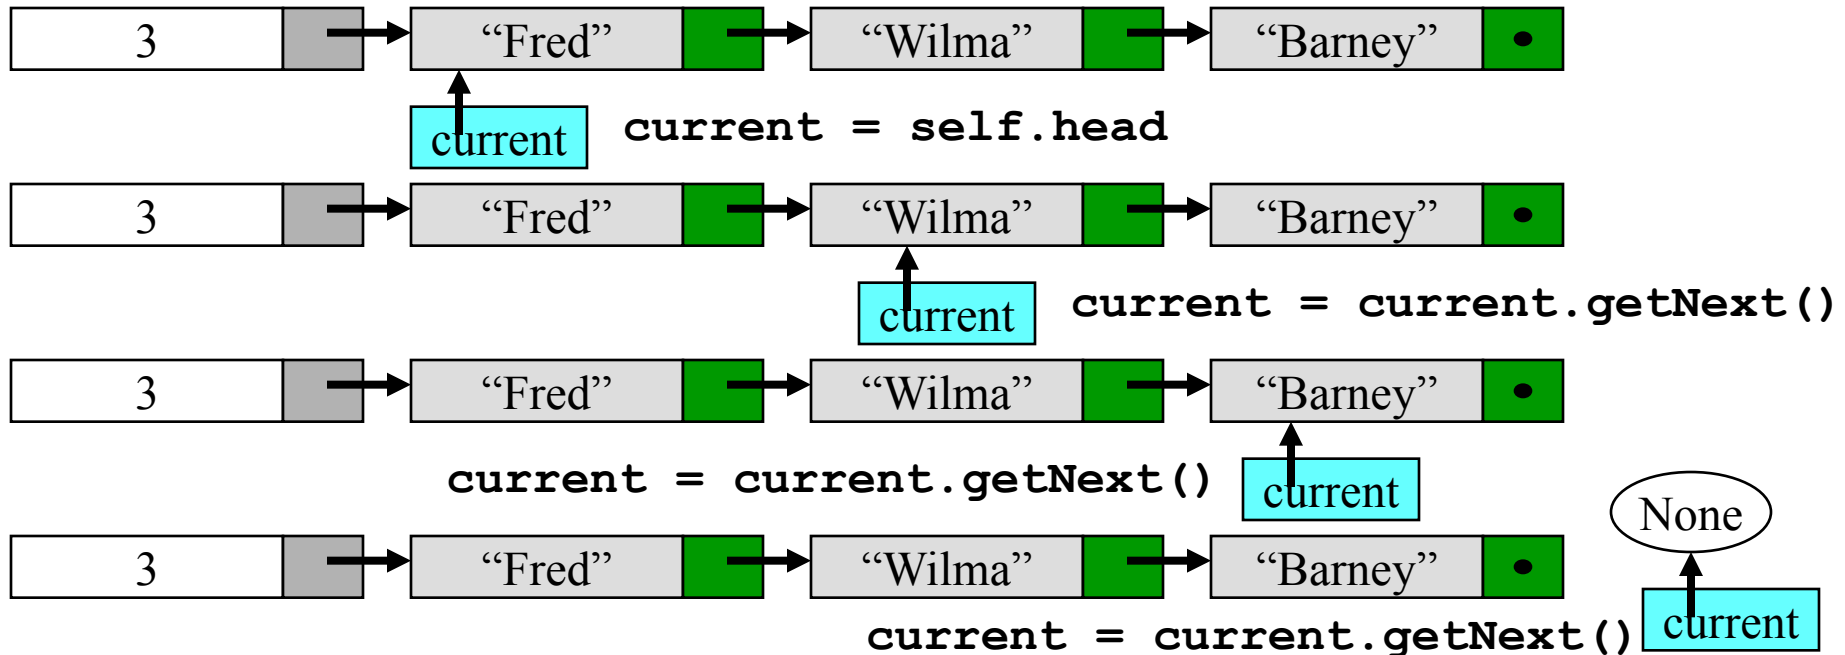 3 “Fred” “Wilma” “Barney”
current current = self.head
3 “Fred” “Wilma” “Barney”
current current = current.getNext()
3 “Fred” “Wilma” “Barney”
current = current.getNext() current
None
3 “Fred” “Wilma” “Barney”
current = current.getNext() current